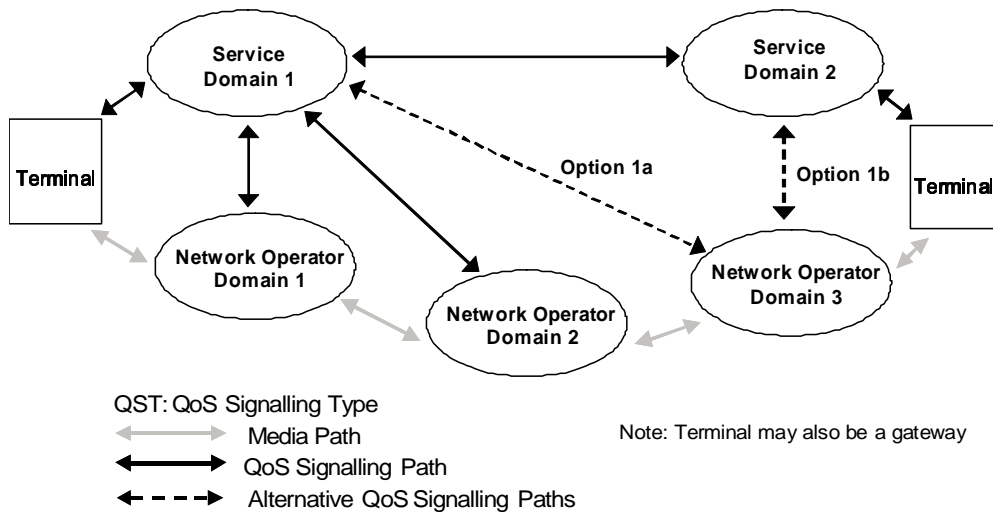 Service
Domain 1
Service
Domain 2
Terminal
Option 1a
Option 1b
Terminal
Network Operator
Domain 1
Network Operator
Domain 2
Network Operator
Domain 3
QST: QoS Signalling Type
Media Path
QoS Signalling Path
Alternative QoS Signalling Paths
Note: Terminal may also be a gateway